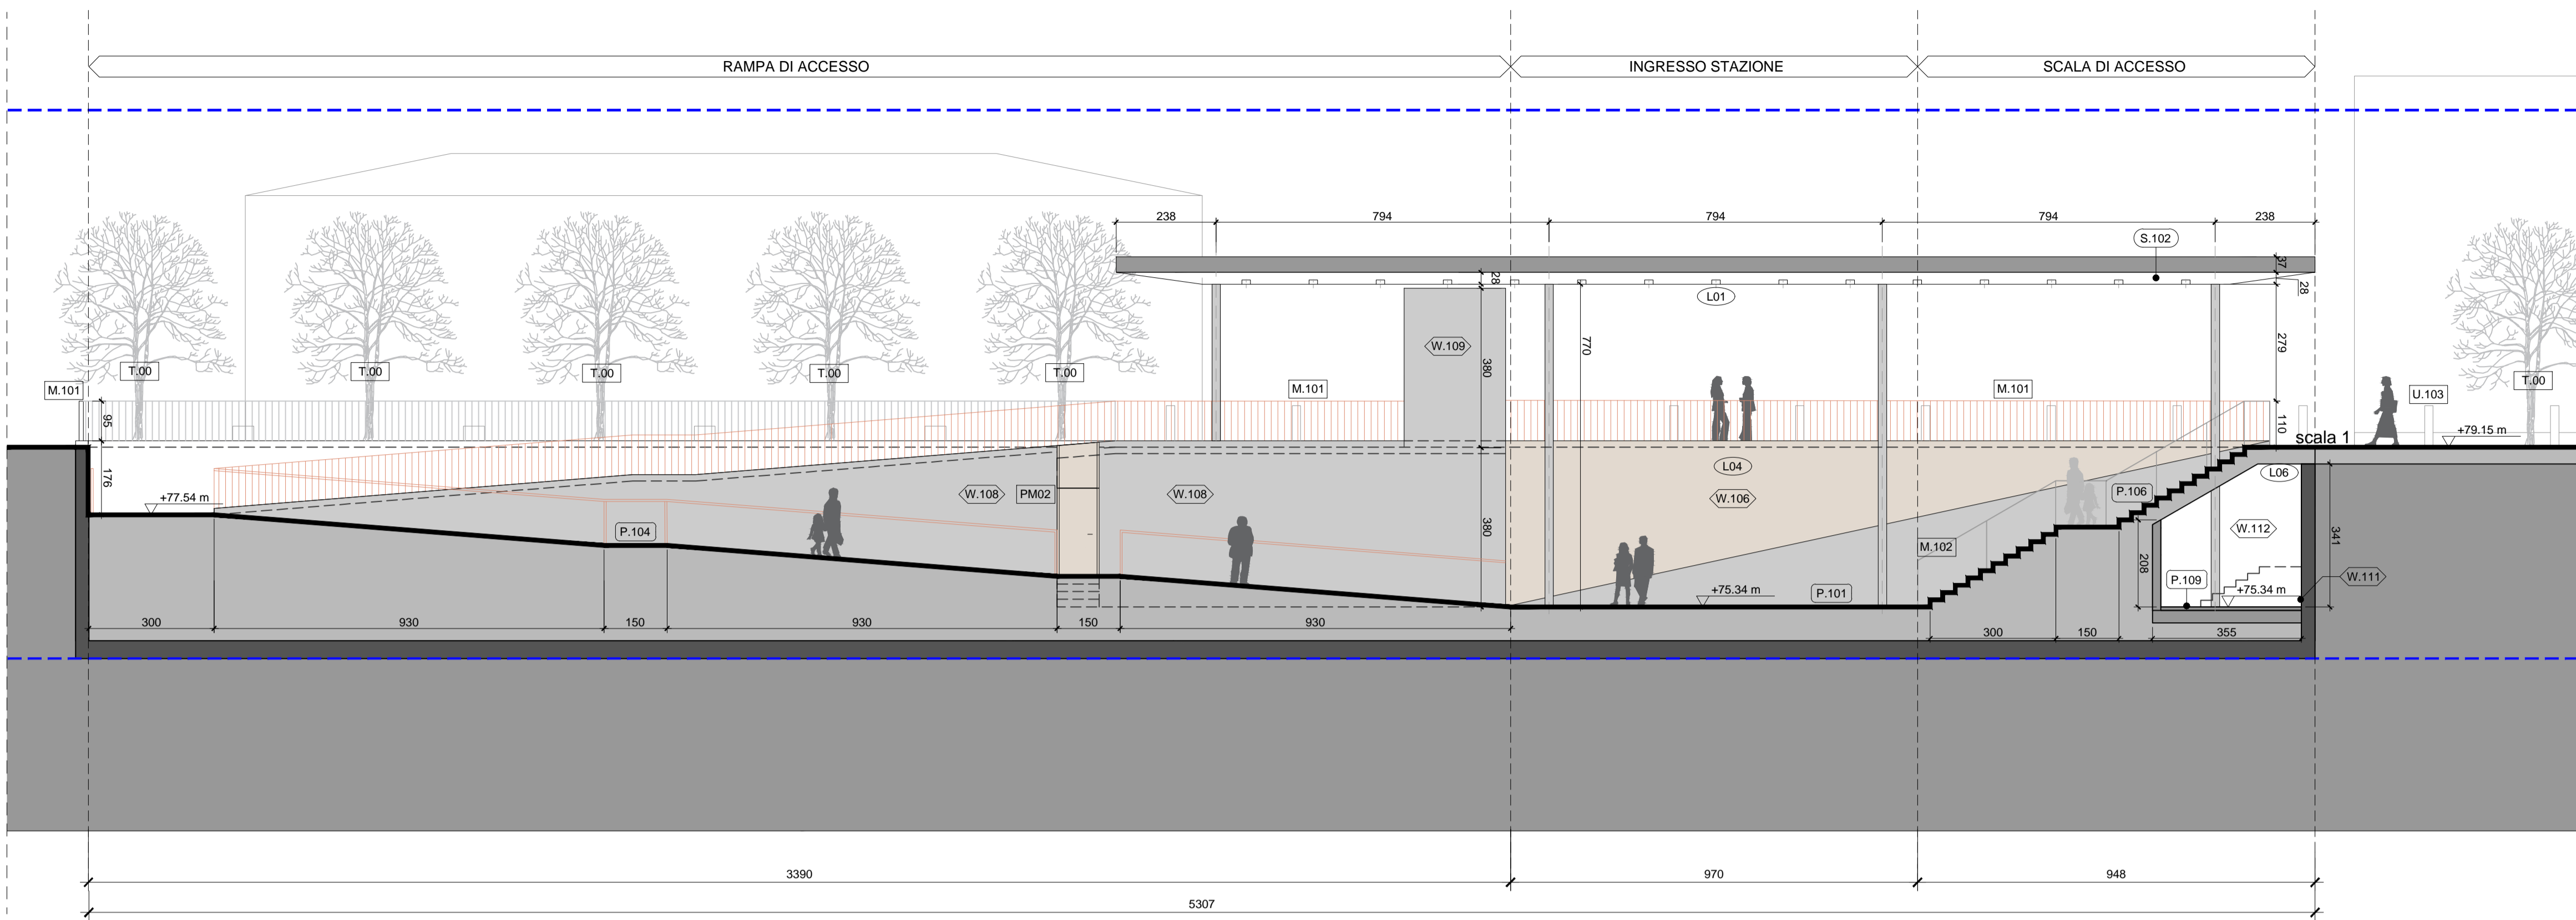 RAMPA DI ACCESSO
INGRESSO STAZIONE
SCALA DI ACCESSO
238
794
794
794
238
S.102
37
28
28
L01
W.109
770
279
380
T.00
T.00
T.00
T.00
T.00
T.00
M.101
M.101
M.101
U.103
95
110
scala 1
+79.15 m
176
L04
L06
+77.54 m
W.108
PM02
W.108
W.106
P.106
P.104
380
W.112
341
M.102
208
P.109
W.111
+75.34 m
P.101
+75.34 m
300
930
150
930
150
930
300
150
355
3390
970
948
5307